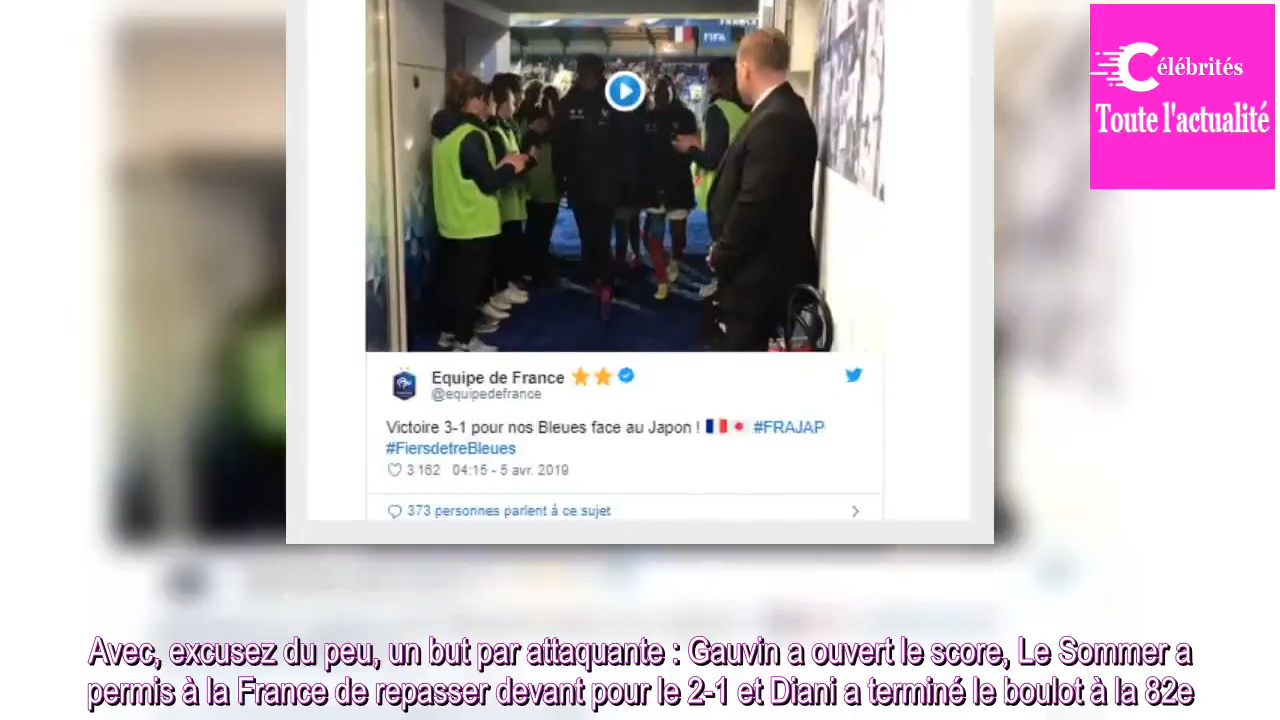 FIFA
Célébrités
Toute l'actualité
Equipe de France
@equipedefrance
Victoire 3-1 pour nos Bleues face au Japon ! #FRAJAP
#FiersdetreBleues
3 162 04:15 - 5 avr. 2019
373 personnes parlent à ce sujet
Avec, excusez du peu, un but par attaquante : Gauvin a ouvert le score, Le Sommer a
permis à la France de repasser devant pour le 2-1 et Diani a terminé le boulot à la 82e